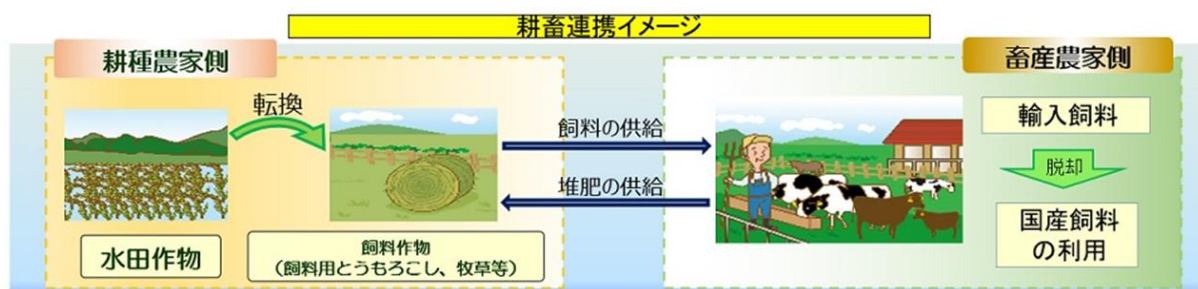 耕畜連携イメージ
耕種農家側
転換
水田作物
飼料作物
（飼料用とうもろこし、牧草等）
飼料の供給
堆肥の供給
畜産農家側
輸入飼料
脱却
国産飼料
の利用